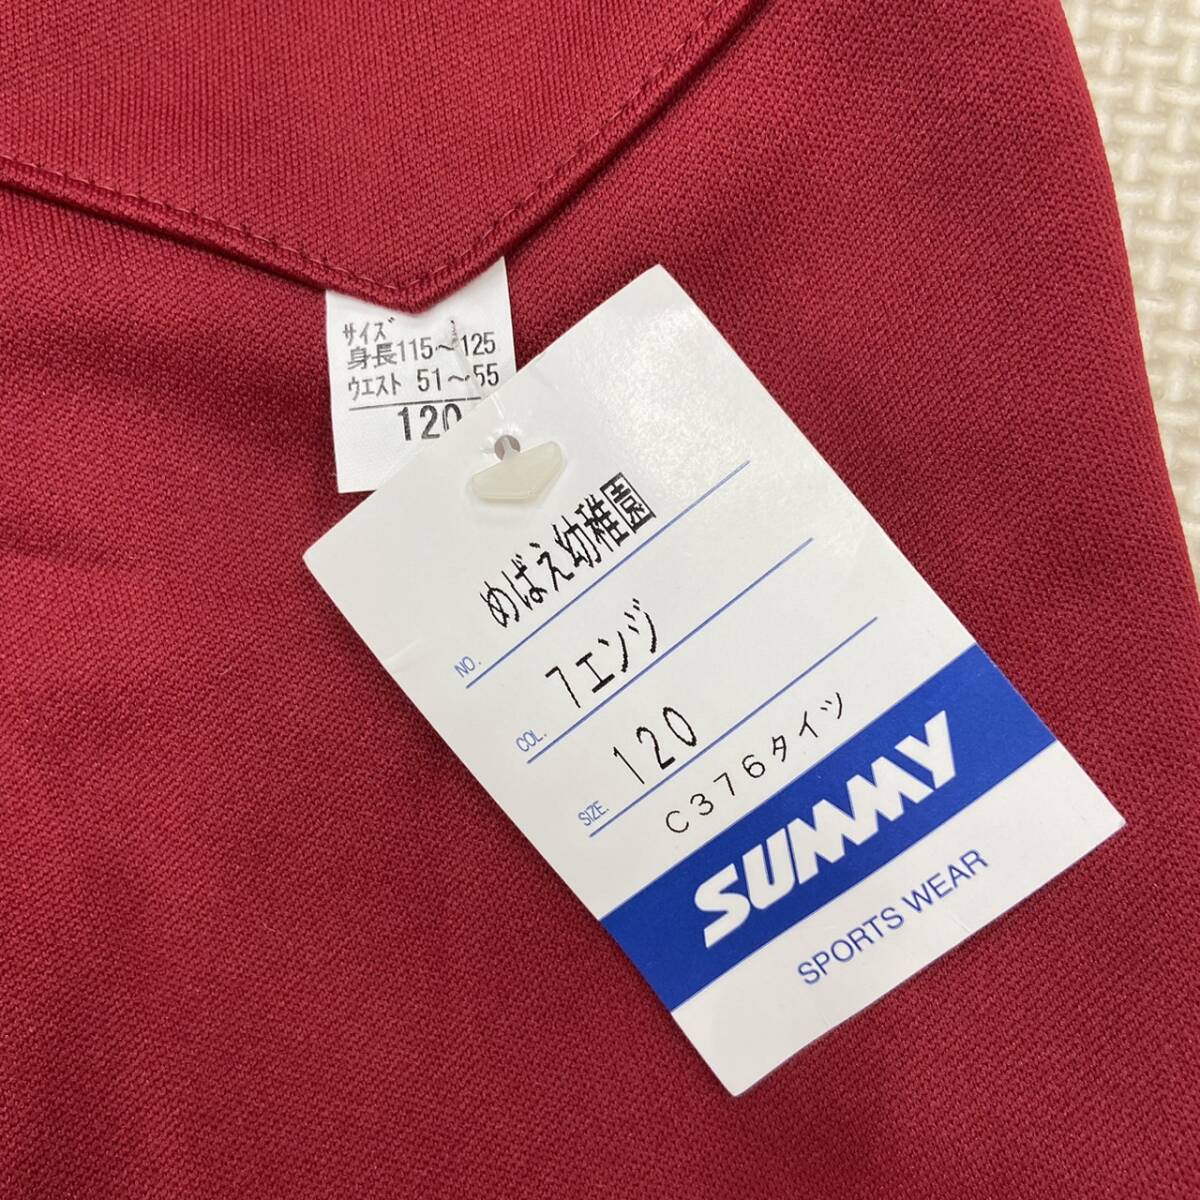 サイズ
身長115～125
ウエスト 51～55
120
めばえ幼稚園
NO.
7エンジ
COL.
120
SIZE.
C376タイツ
SUMMY
SPORTS WEAR